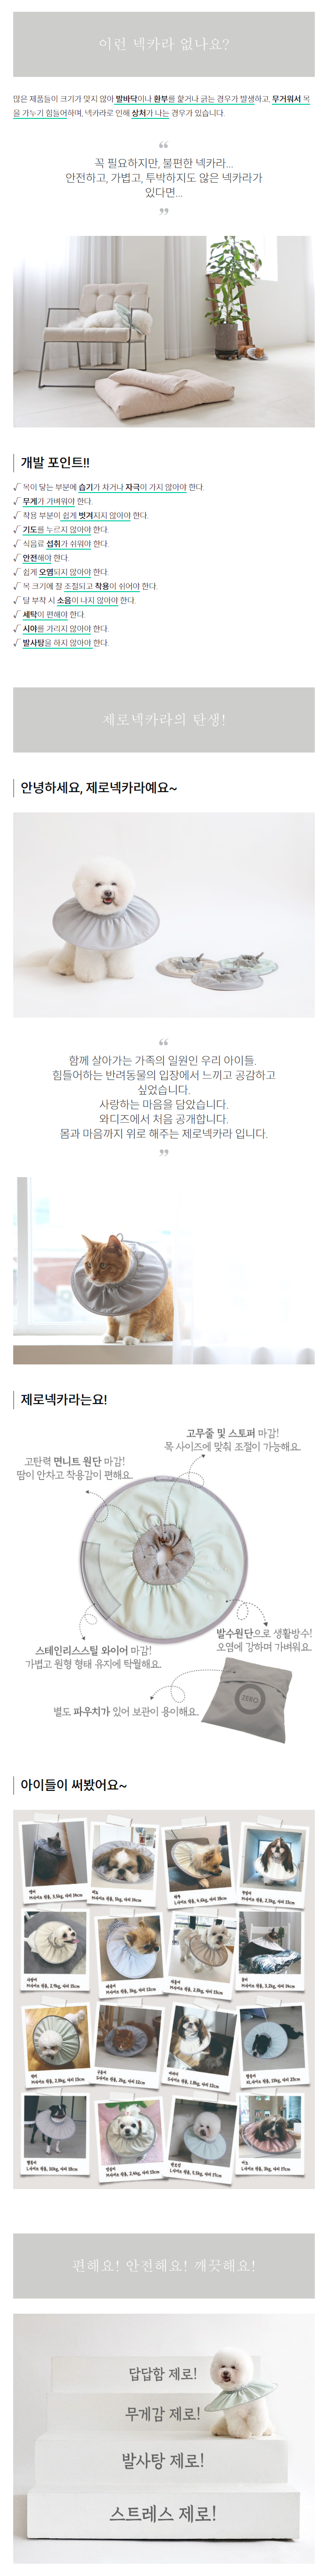 이런 넥카라 없나요?
많은 제품들이 크기가 맞지 않아 발바닥이나 환부를 핥거나 긁는 경우가 발생하고, 무거워서 목
을 가누기 힘들어하며, 넥카라로 인해 상처가 나는 경우가 있습니다.
“
꼭 필요하지만, 불편한 넥카라...
안전하고, 가볍고, 투박하지도 않은 넥카라가
있다면...
”
개발 포인트!!
√ 목이 닿는 부분에 습기가 차거나 자극이 가지 않아야 한다.
√ 무게가 가벼워야 한다.
√ 착용 부분이 쉽게 벗겨지지 않아야 한다.
√ 기도를 누르지 않아야 한다.
√ 식음료 섭취가 쉬워야 한다.
√ 안전해야 한다.
√ 쉽게 오염되지 않아야 한다.
√ 목 크기에 잘 조절되고 착용이 쉬어야 한다.
√ 탈 부착 시 소음이 나지 않아야 한다.
√ 세탁이 편해야 한다.
√ 시야를 가리지 않아야 한다.
√ 발사탕을 하지 않아야 한다.
제로넥카라의 탄생!
안녕하세요, 제로넥카라예요~
“
함께 살아가는 가족의 일원인 우리 아이들.
힘들어하는 반려동물의 입장에서 느끼고 공감하고
싶었습니다.
사랑하는 마음을 담았습니다.
와디즈에서 처음 공개합니다.
몸과 마음까지 위로 해주는 제로넥카라 입니다.
”
제로넥카라는요!
고무줄 및 스토퍼 마감!
목 사이즈에 맞춰 조절이 가능해요.
고탄력 면니트 원단 마감!
땀이 안차고 착용감이 편해요.
발수원단으로 생활방수!
오염에 강하며 가벼워요.
스테인리스스틸 와이어 마감!
가볍고 원형 형태 유지에 탁월해요.
ZERO
별도 파우치가 있어 보관이 용이해요.
아이들이 써봤어요~
편해요! 안전해요! 깨끗해요!
답답함 제로!
무게감 제로!
발사탕 제로!
스트레스 제로!